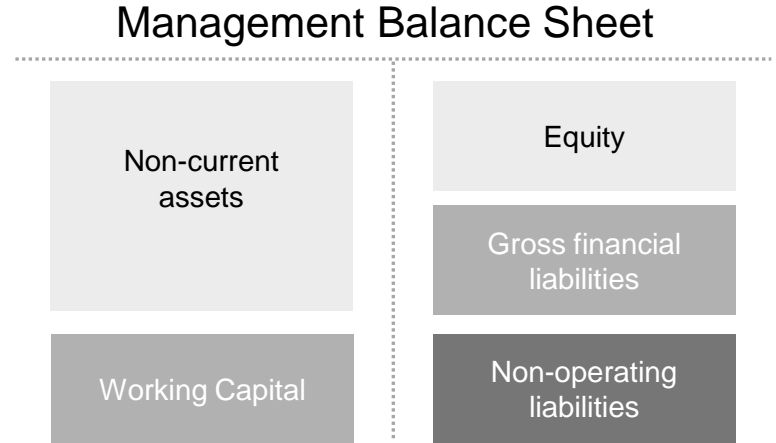 Management Balance Sheet
Non-current
assets
Working Capital
Equity
Gross financial
liabilities
Non-operating
liabilities